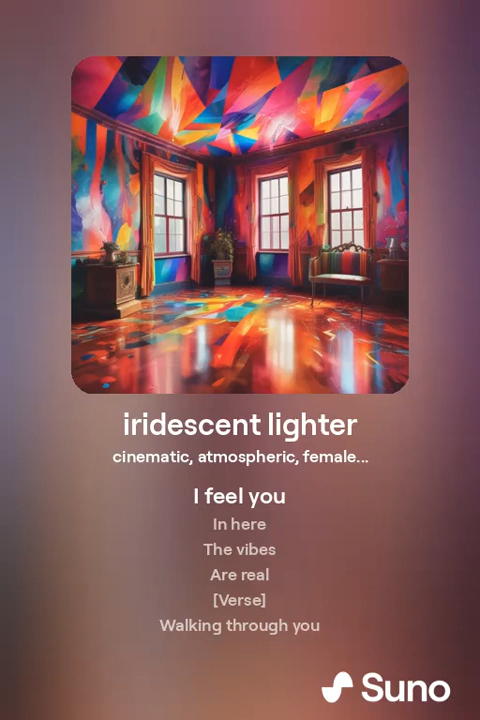 iridescent lighter
cinematic, atmospheric, female...
I feel you
In here
The vibes
Are real
[Verse]
Walking through you
Suno